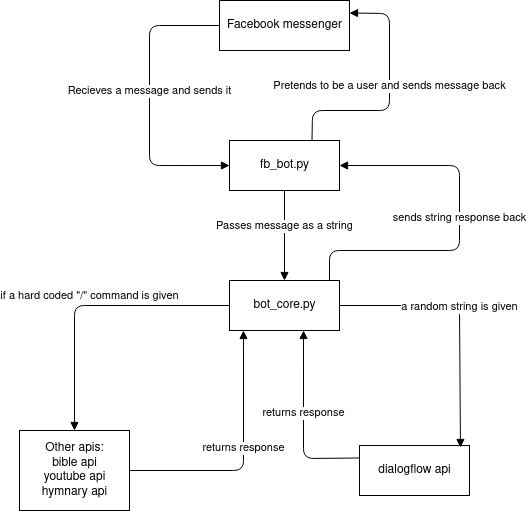 Facebook messenger
Recieves a message and sends it
Pretends to be a user and sends message back
fb_bot.py
Passes message as a string
sends string response back
if a hard coded "/" command is given
bot_core.py
a random string is given
returns response
returns response
Other apis:
bible api
youtube api
hymnary api
dialogflow api